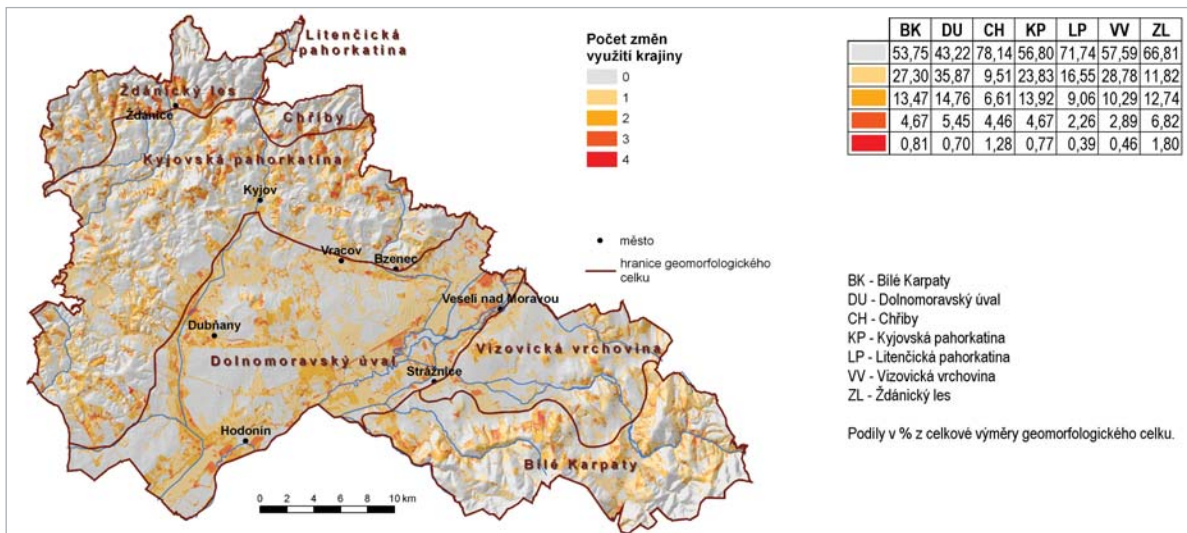 Litenčická
pahorkatina
Ždánický les
Ždánice
Chřiby
Kyjovská pahorkatina
Kyjov
Vracov
Bzenec
Veselí nad Moravou
Dubňany
Dolnomoravský úval
Vizovická vrchovina
Strážnice
Hodonín
Bílé Karpaty
0 2 4 6 8 10 km
Počet změn
využití krajiny
0
1
2
3
4
město
hranice geomorfologického
celku
BK DU CH KP LP VV ZL
53,75 43,22 78,14 56,80 71,74 57,59 66,81
27,30 35,87 9,51 23,83 16,55 28,78 11,82
13,47 14,76 6,61 13,92 9,06 10,29 12,74
4,67 5,45 4,46 4,67 2,26 2,89 6,82
0,81 0,70 1,28 0,77 0,39 0,46 1,80
BK - Bílé Karpaty
DU - Dolnomoravský úval
CH - Chřiby
KP - Kyjovská pahorkatina
LP - Litenčická pahorkatina
VV - Vizovická vrchovina
ZL - Ždánický les
Podíly v % z celkové výměry geomorfologického celku.